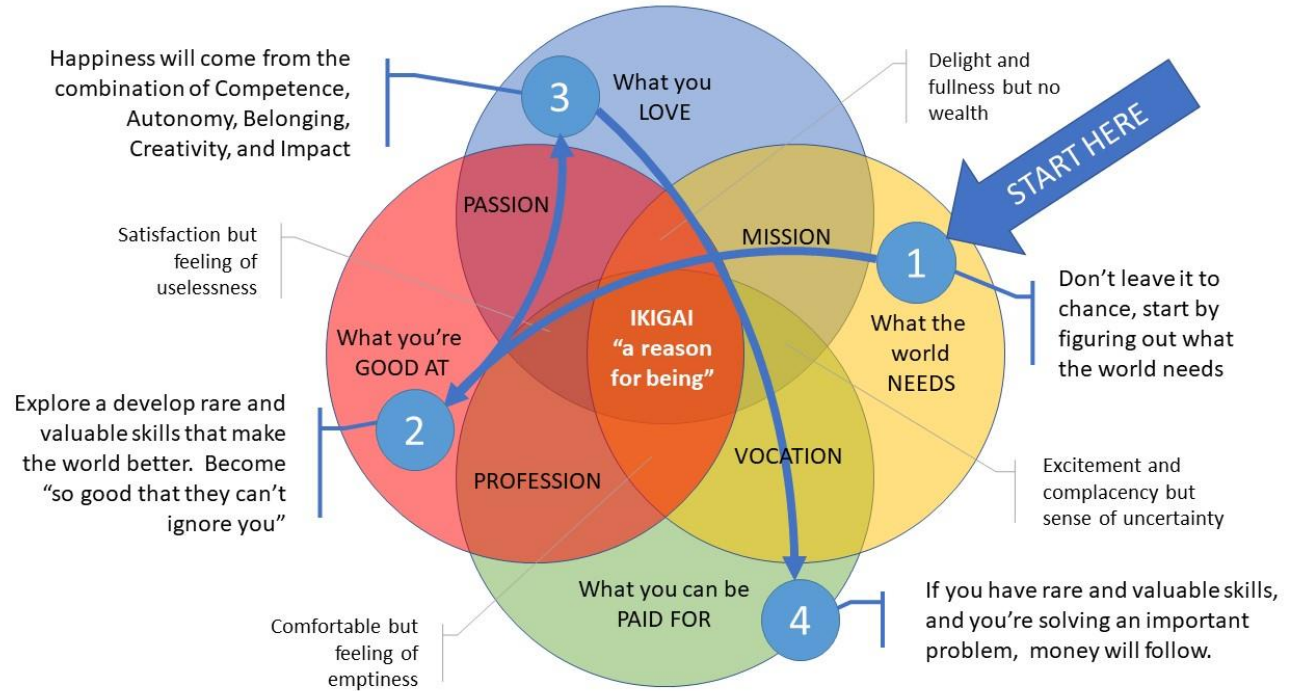 Happiness will come from the
combination of Competence,
Autonomy, Belonging,
Creativity, and Impact
3
What you
LOVE
Delight and
fullness but no
wealth
START HERE
PASSION
MISSION
1
Satisfaction but
feeling of
uselessness
Don’t leave it to
chance, start by
figuring out what
the world needs
What you’re
GOOD AT
IKIGAI
“a reason
for being”
What the
world
NEEDS
Explore a develop rare and
valuable skills that make
the world better. Become
“so good that they can’t
ignore you”
2
PROFESSION
VOCATION
Excitement and
complacency but
sense of uncertainty
What you can be
PAID FOR
4
If you have rare and valuable skills,
and you’re solving an important
problem, money will follow.
Comfortable but
feeling of
emptiness